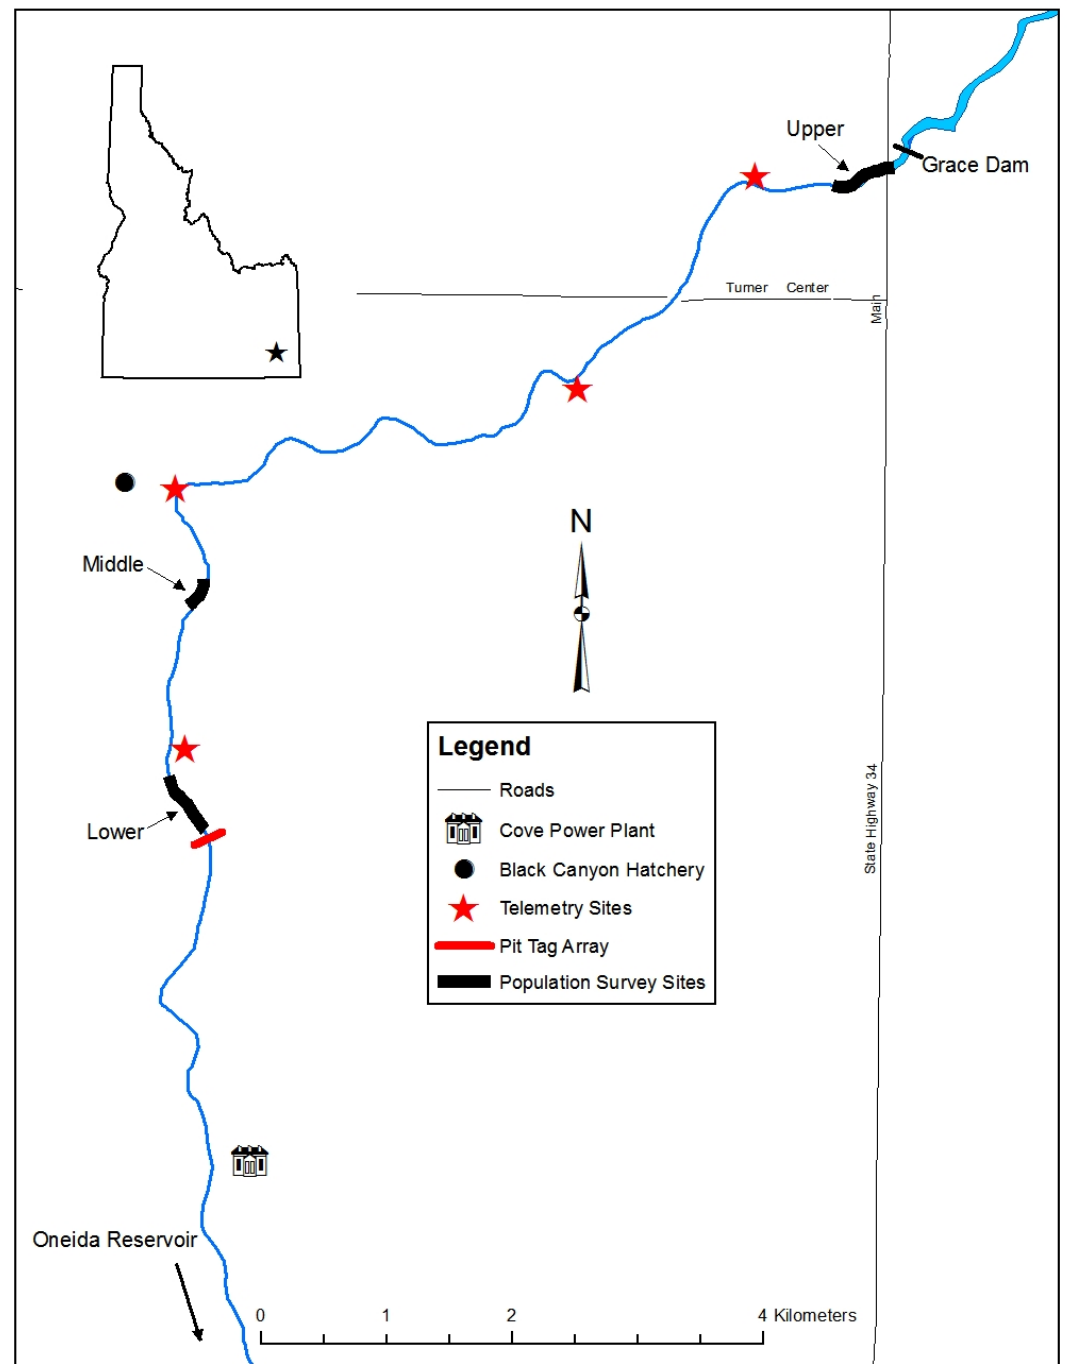 Upper
Grace Dam
Turner Center
Main
N
Middle
Lower
Legend
Roads
Cove Power Plant
Black Canyon Hatchery
Telemetry Sites
Pit Tag Array
Population Survey Sites
State Highway 34
Oneida Reservoir
0 1 2 4 Kilometers